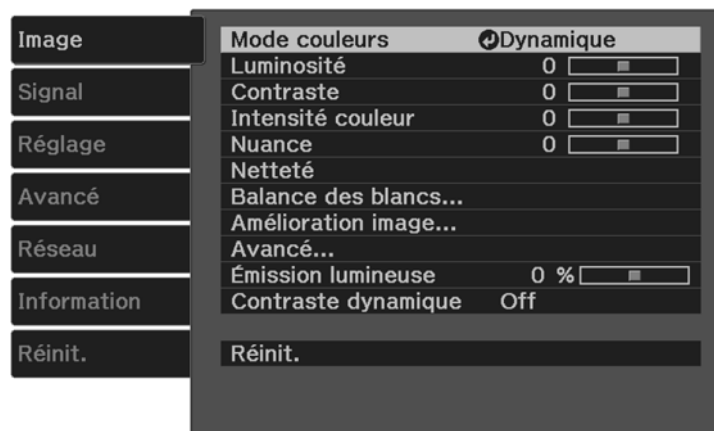 Image
Signal
Réglage
Avancé
Réseau
Information
Réinit.
Mode couleurs Dynamique
Luminosité 0
Contraste 0
Intensité couleur 0
Nuance 0
Netteté
Balance des blancs...
Amélioration image...
Avancé...
Émission lumineuse 0 %
Contraste dynamique Off
Réinit.